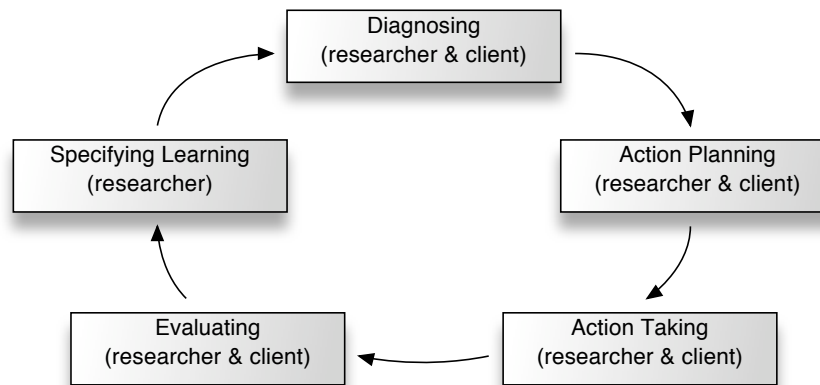 Diagnosing
(researcher & client)
Action Planning
(researcher & client)
Action Taking
(researcher & client)
Evaluating
(researcher & client)
Specifying Learning
(researcher)